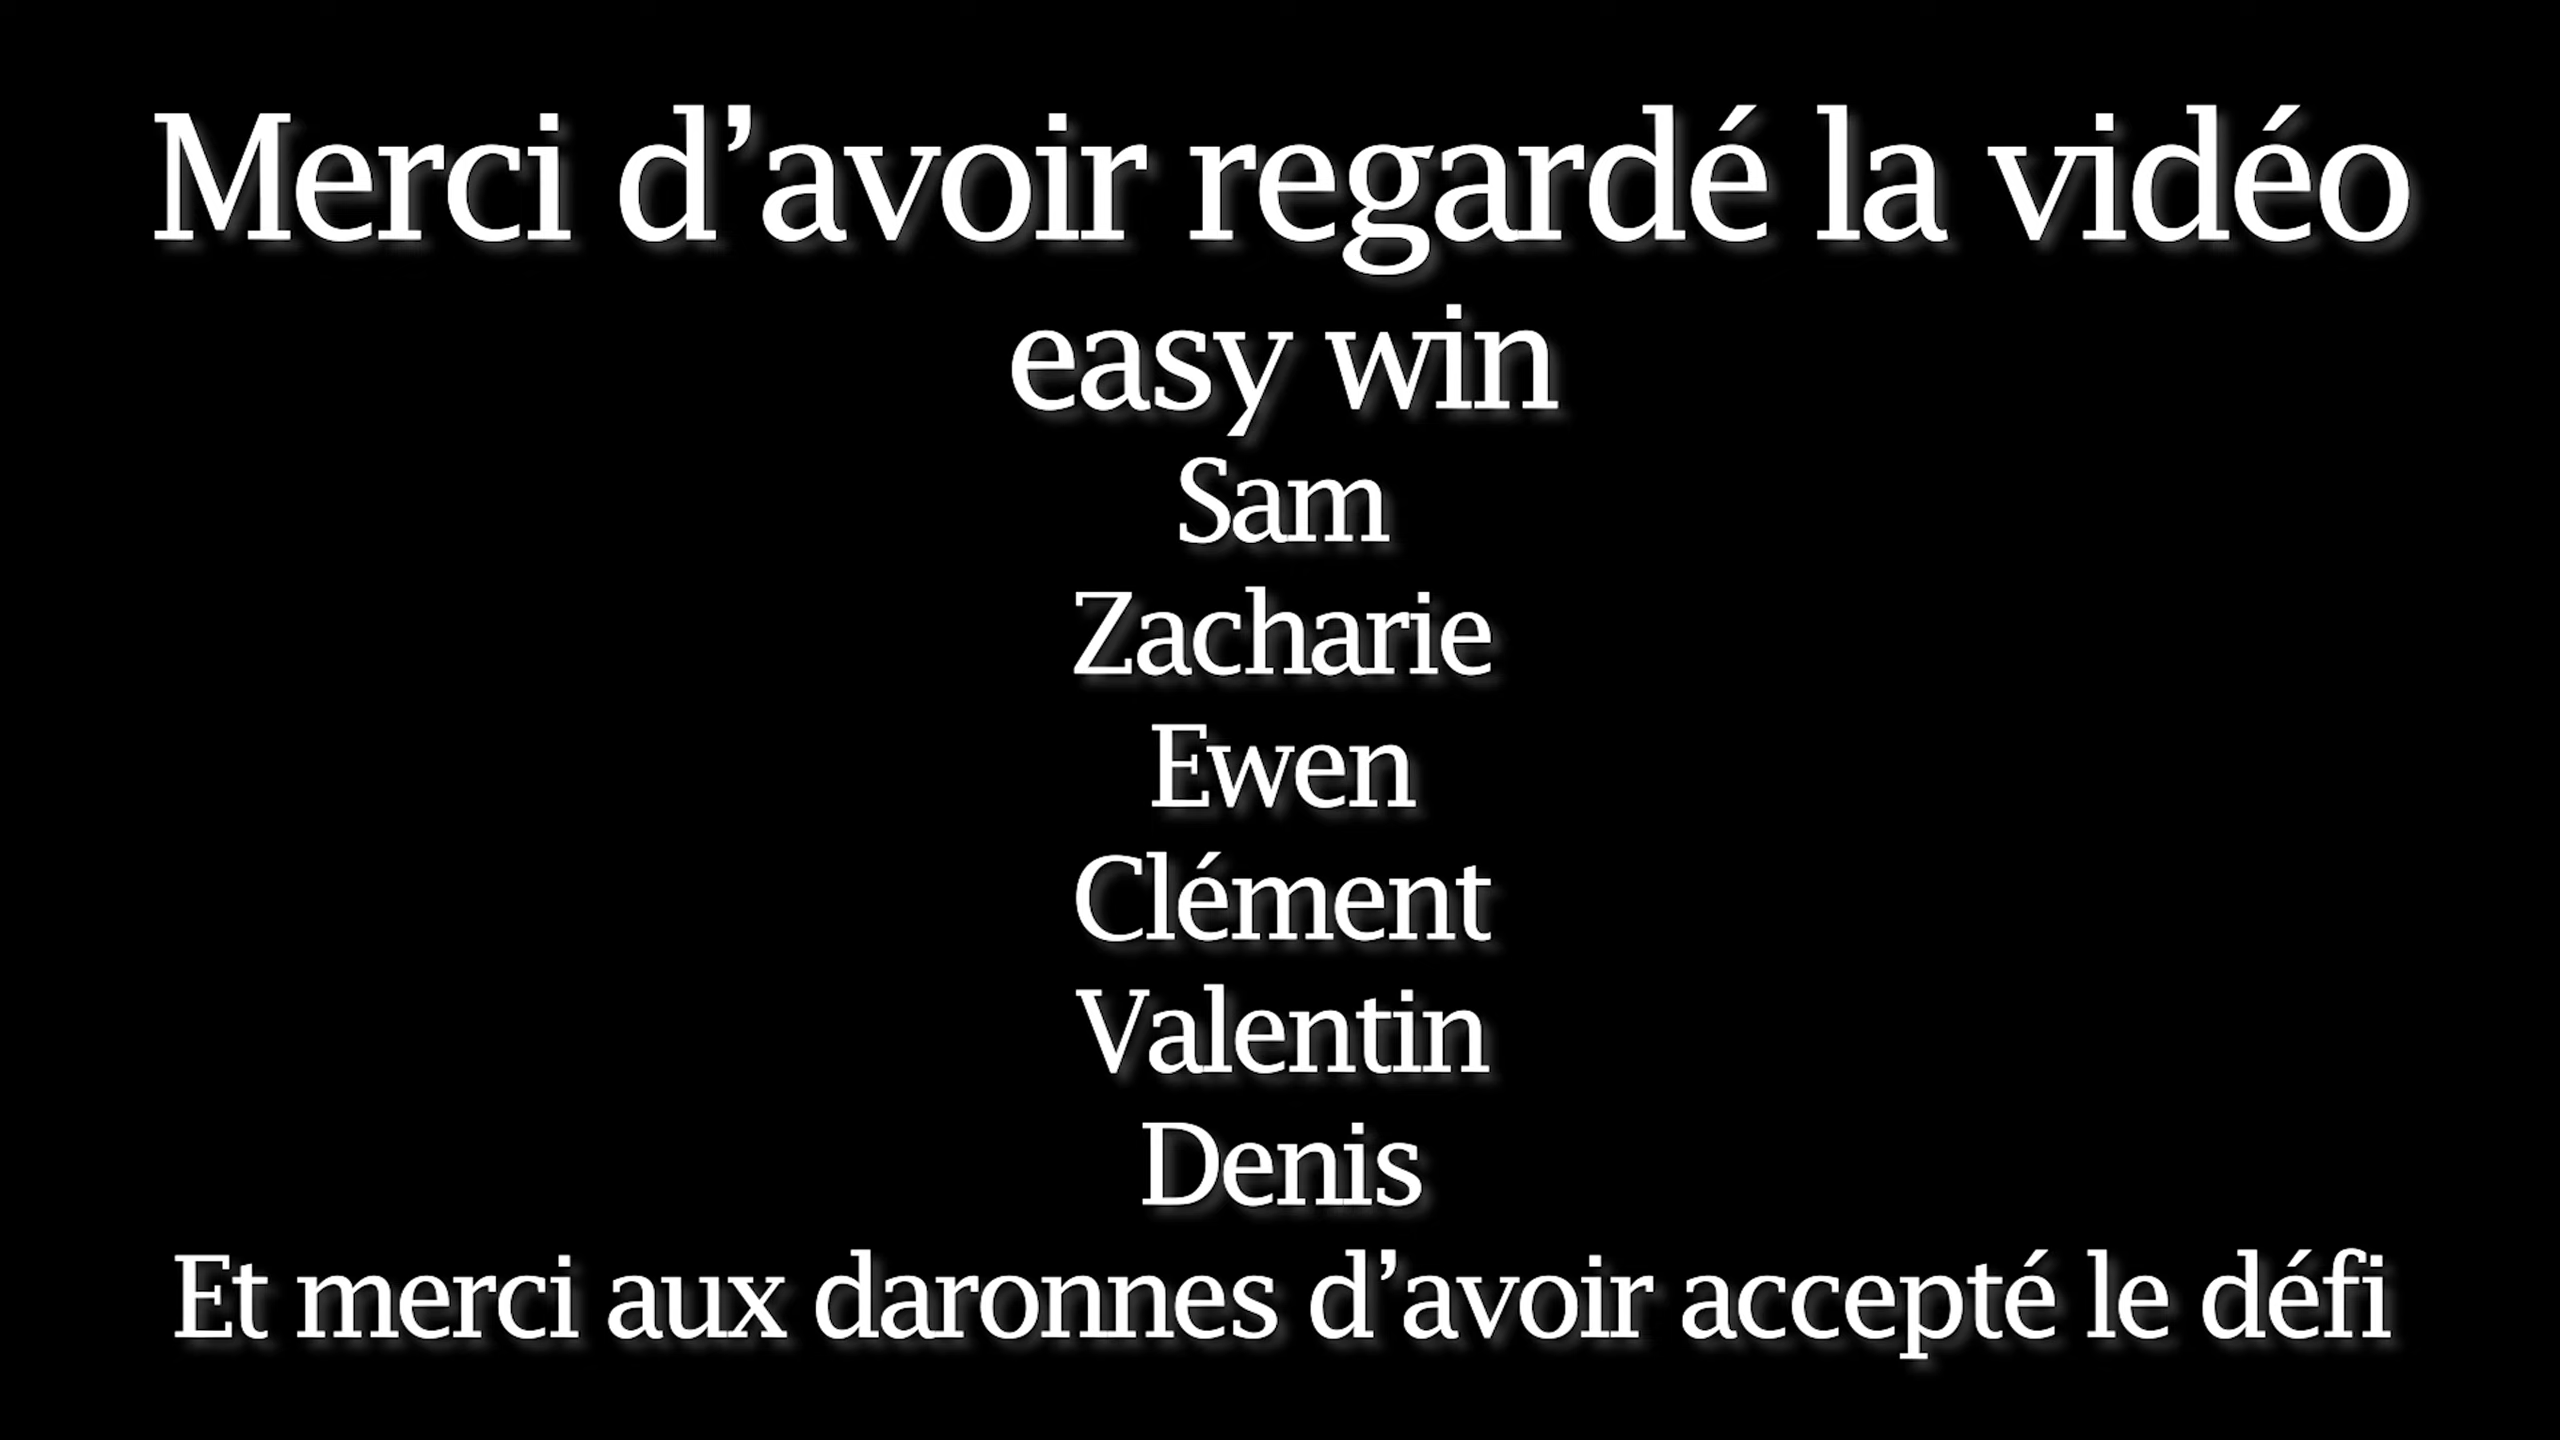 Merci d’avoir regardé la vidéo
easy win
Sam
Zacharie
Ewen
Clément
Valentin
Denis
Et merci aux daronnes d’avoir accepté le défi